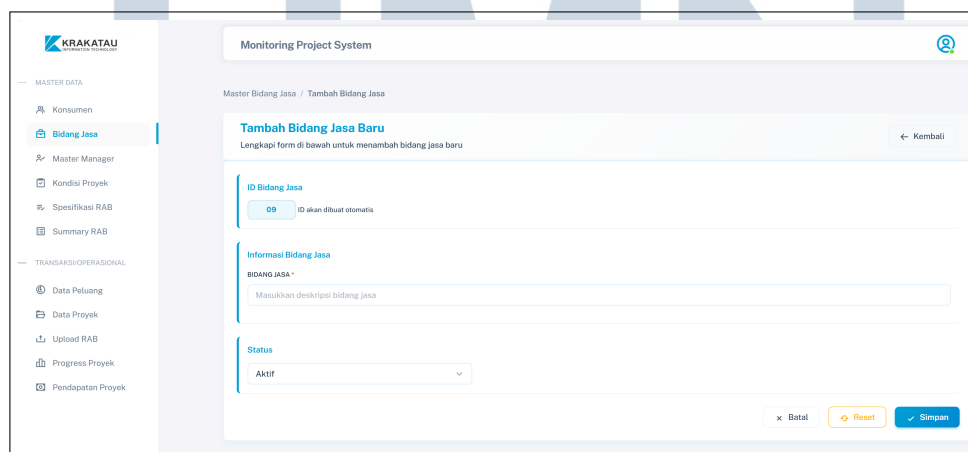 KRAKATAU
INFORMATION TECHNOLOGY
MASTER DATA
Konsumen
Bidang Jasa
Master Manager
Kondisi Proyek
Spesifikasi RAB
Summary RAB
TRANSAKSI/OPERASIONAL
Data Peluang
Data Proyek
Upload RAB
Progress Proyek
Pendapatan Proyek
Monitoring Project System
Master Bidang Jasa / Tambah Bidang Jasa
Tambah Bidang Jasa Baru
Lengkapi form di bawah untuk menambah bidang jasa baru
← Kembali
ID Bidang Jasa
09 ID akan dibuat otomatis
Informasi Bidang Jasa
BIDANG JASA *
Masukkan deskripsi bidang jasa
Status
Aktif
× Batal Reset ✓ Simpan